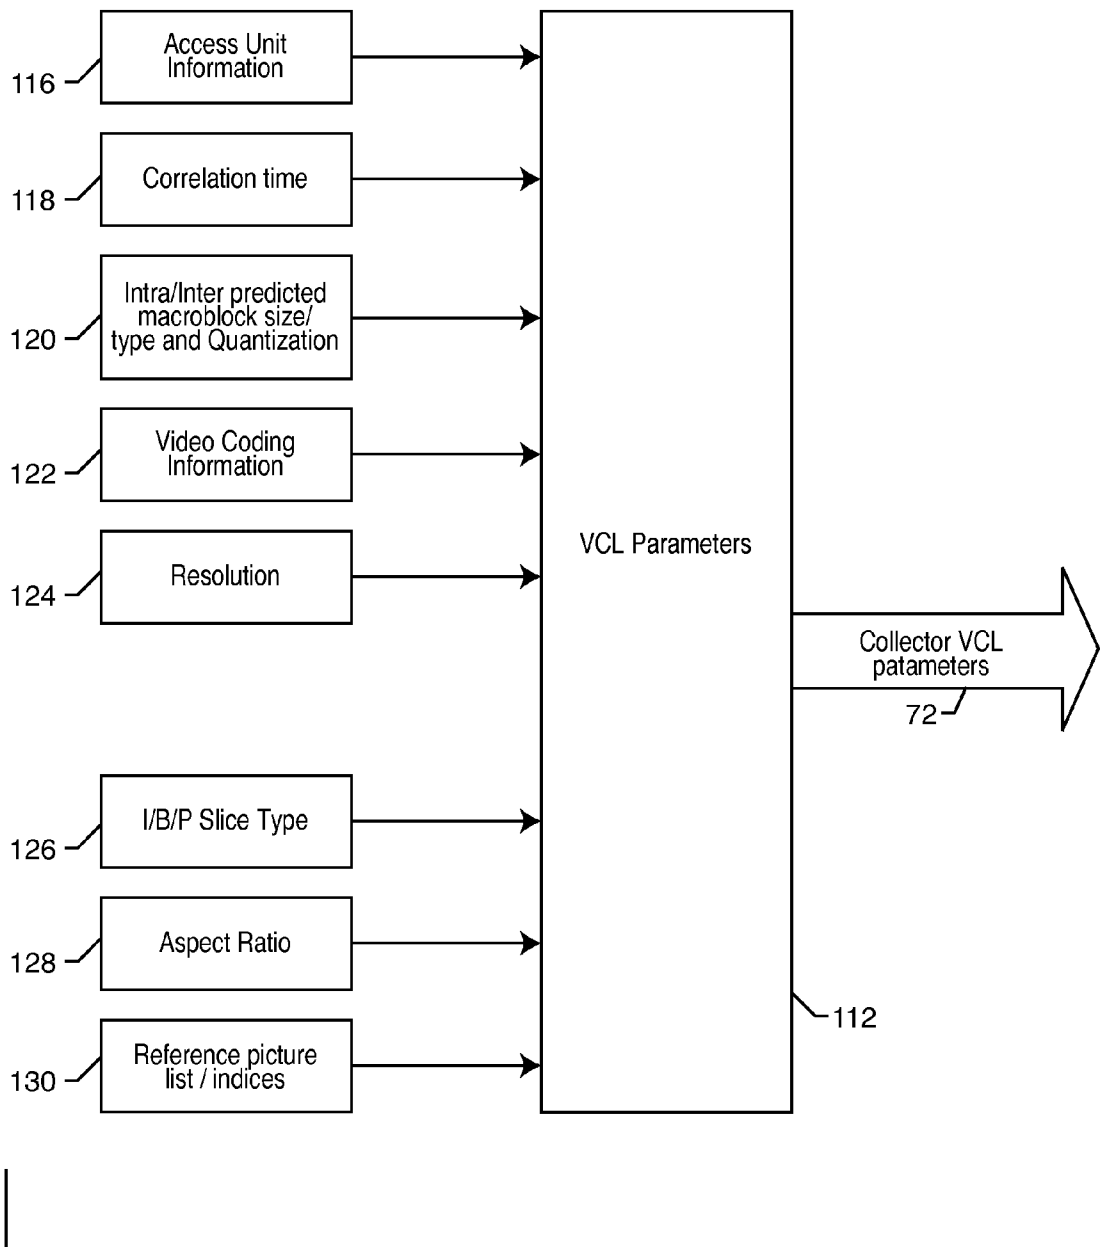 Access Unit
Information
116
Correlation time
118
Intra/Inter predicted
macroblock size/
type and Quantization
120
Video Coding
Information
122
Resolution
124
VCL Parameters
Collector VCL
patameters
72
I/B/P Slice Type
126
Aspect Ratio
128
112
Reference picture
list / indices
130